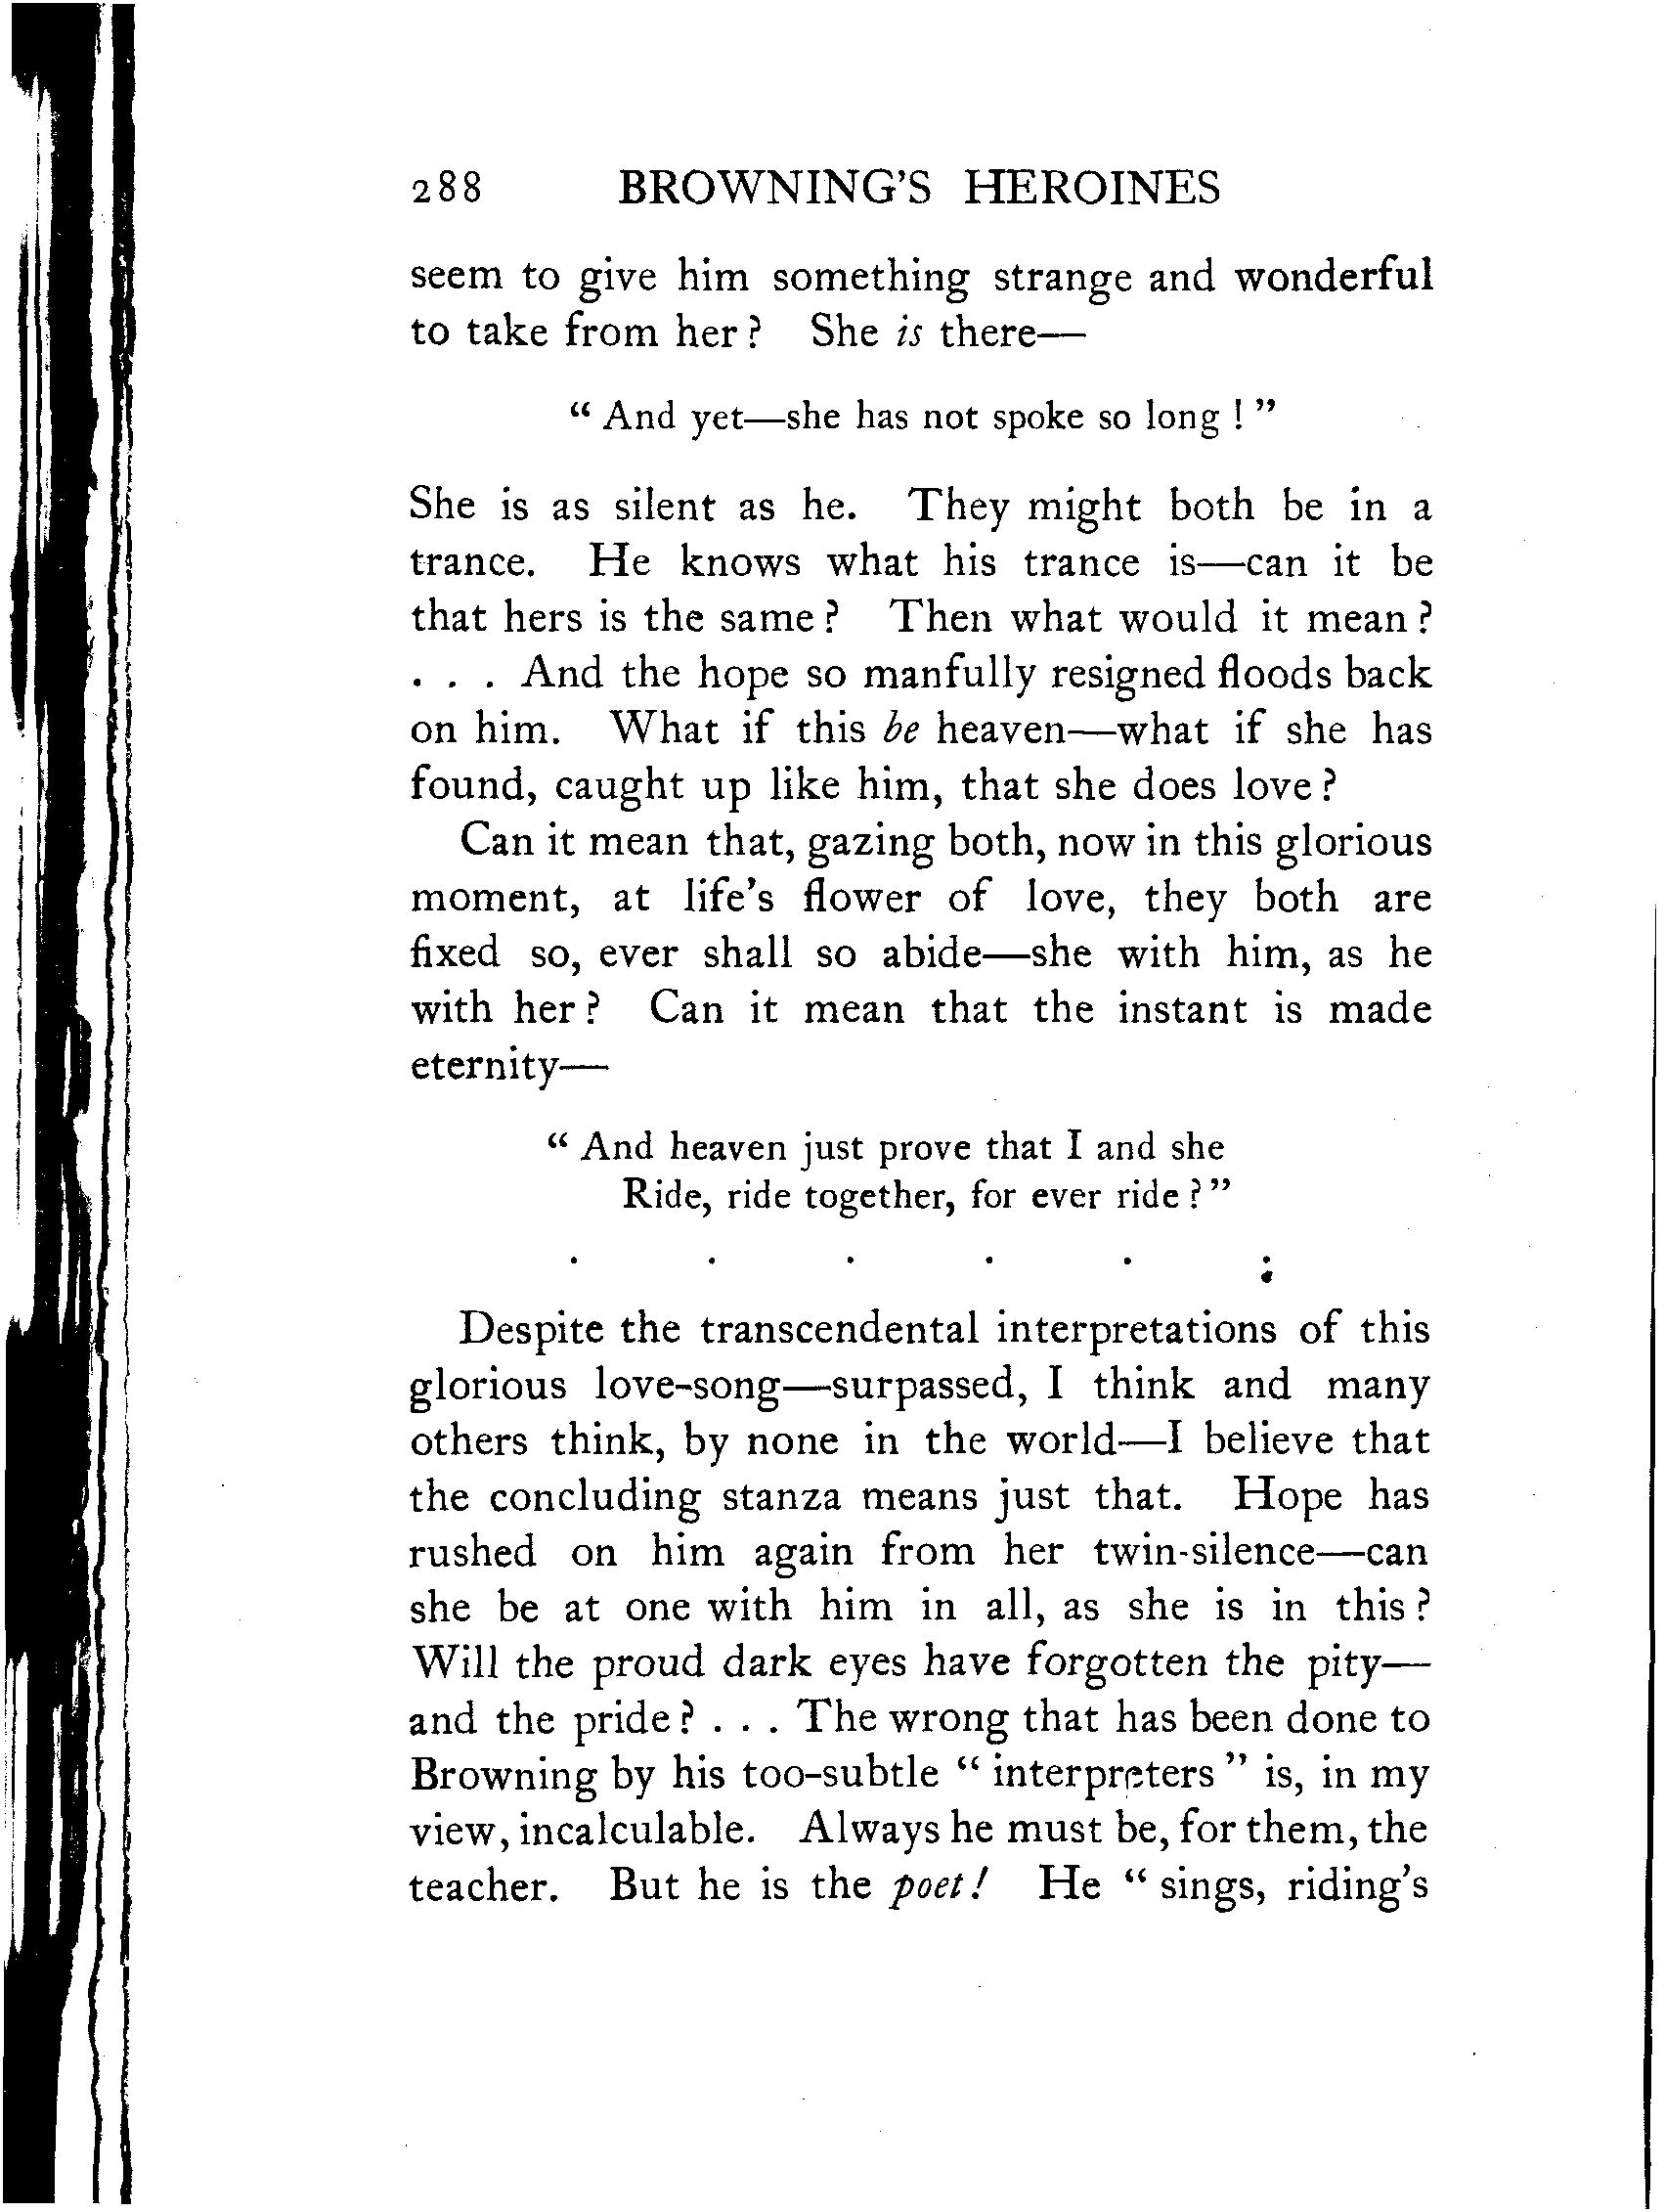 288 BROWNING'S HEROINES
seem to give him something strange and wonderful
to take from her? She is there—
“And yet—she has not spoke so long!”
She is as silent as he. They might both be in a
trance. He knows what his trance is—can it be
that hers is the same? Then what would it mean?
. . . And the hope so manfully resigned floods back
on him. What if this be heaven—what if she has
found, caught up like him, that she does love?
Can it mean that, gazing both, now in this glorious
moment, at life's flower of love, they both are
fixed so, ever shall so abide—she with him, as he
with her? Can it mean that the instant is made
eternity—
“And heaven just prove that I and she
Ride, ride together, for ever ride?”
. . . . . .
Despite the transcendental interpretations of this
glorious love-song—surpassed, I think and many
others think, by none in the world—I believe that
the concluding stanza means just that. Hope has
rushed on him again from her twin-silence—can
she be at one with him in all, as she is in this?
Will the proud dark eyes have forgotten the pity—
and the pride? . . . The wrong that has been done to
Browning by his too-subtle “interpreters” is, in my
view, incalculable. Always he must be, for them, the
teacher. But he is the poet! He “sings, riding's